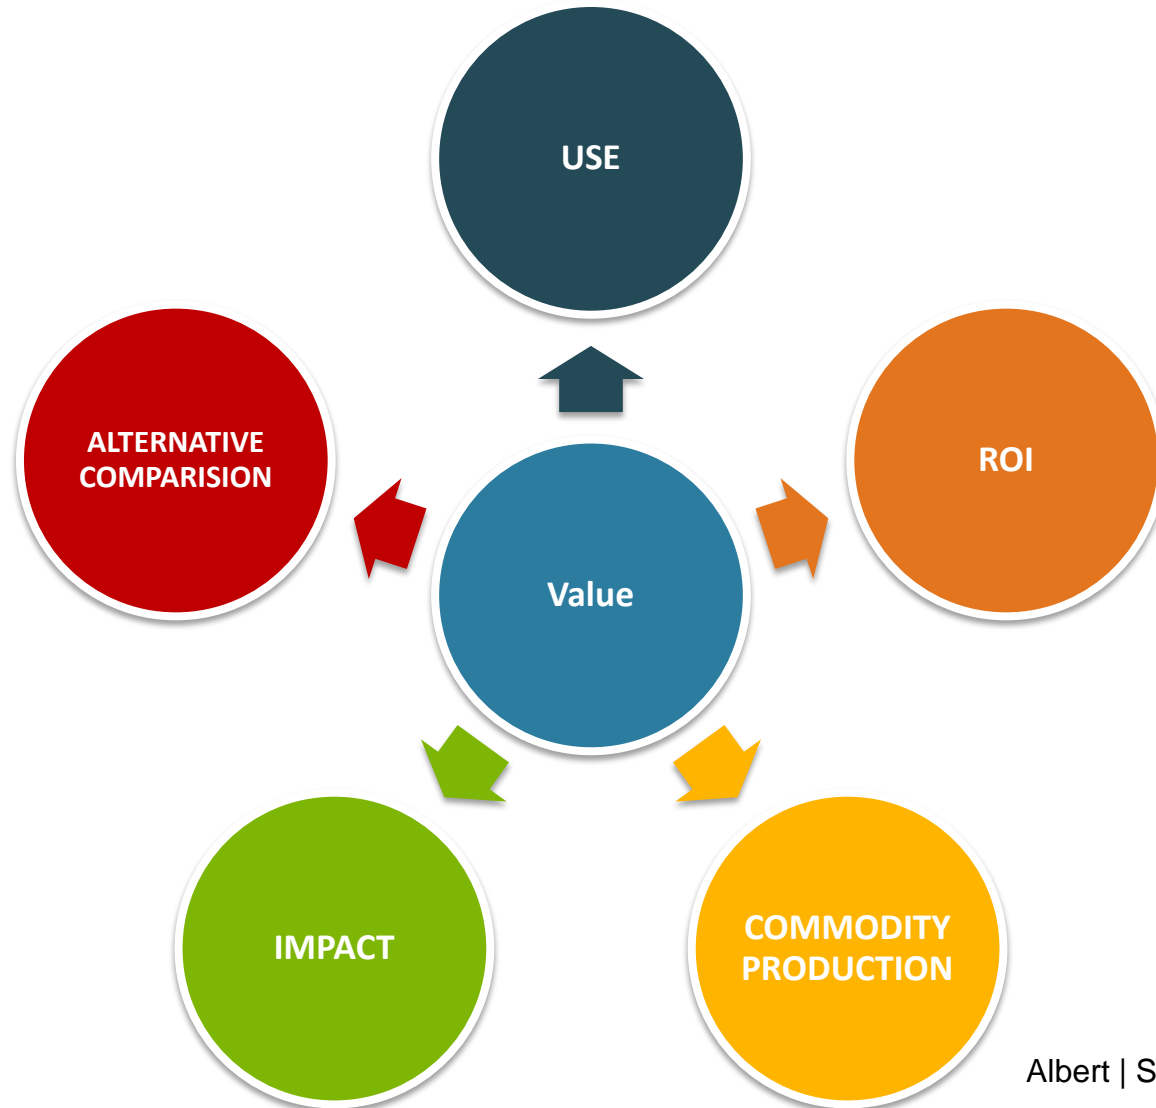 USE
ALTERNATIVE
COMPARISION
ROI
Value
IMPACT
COMMODITY
PRODUCTION
Albert | S